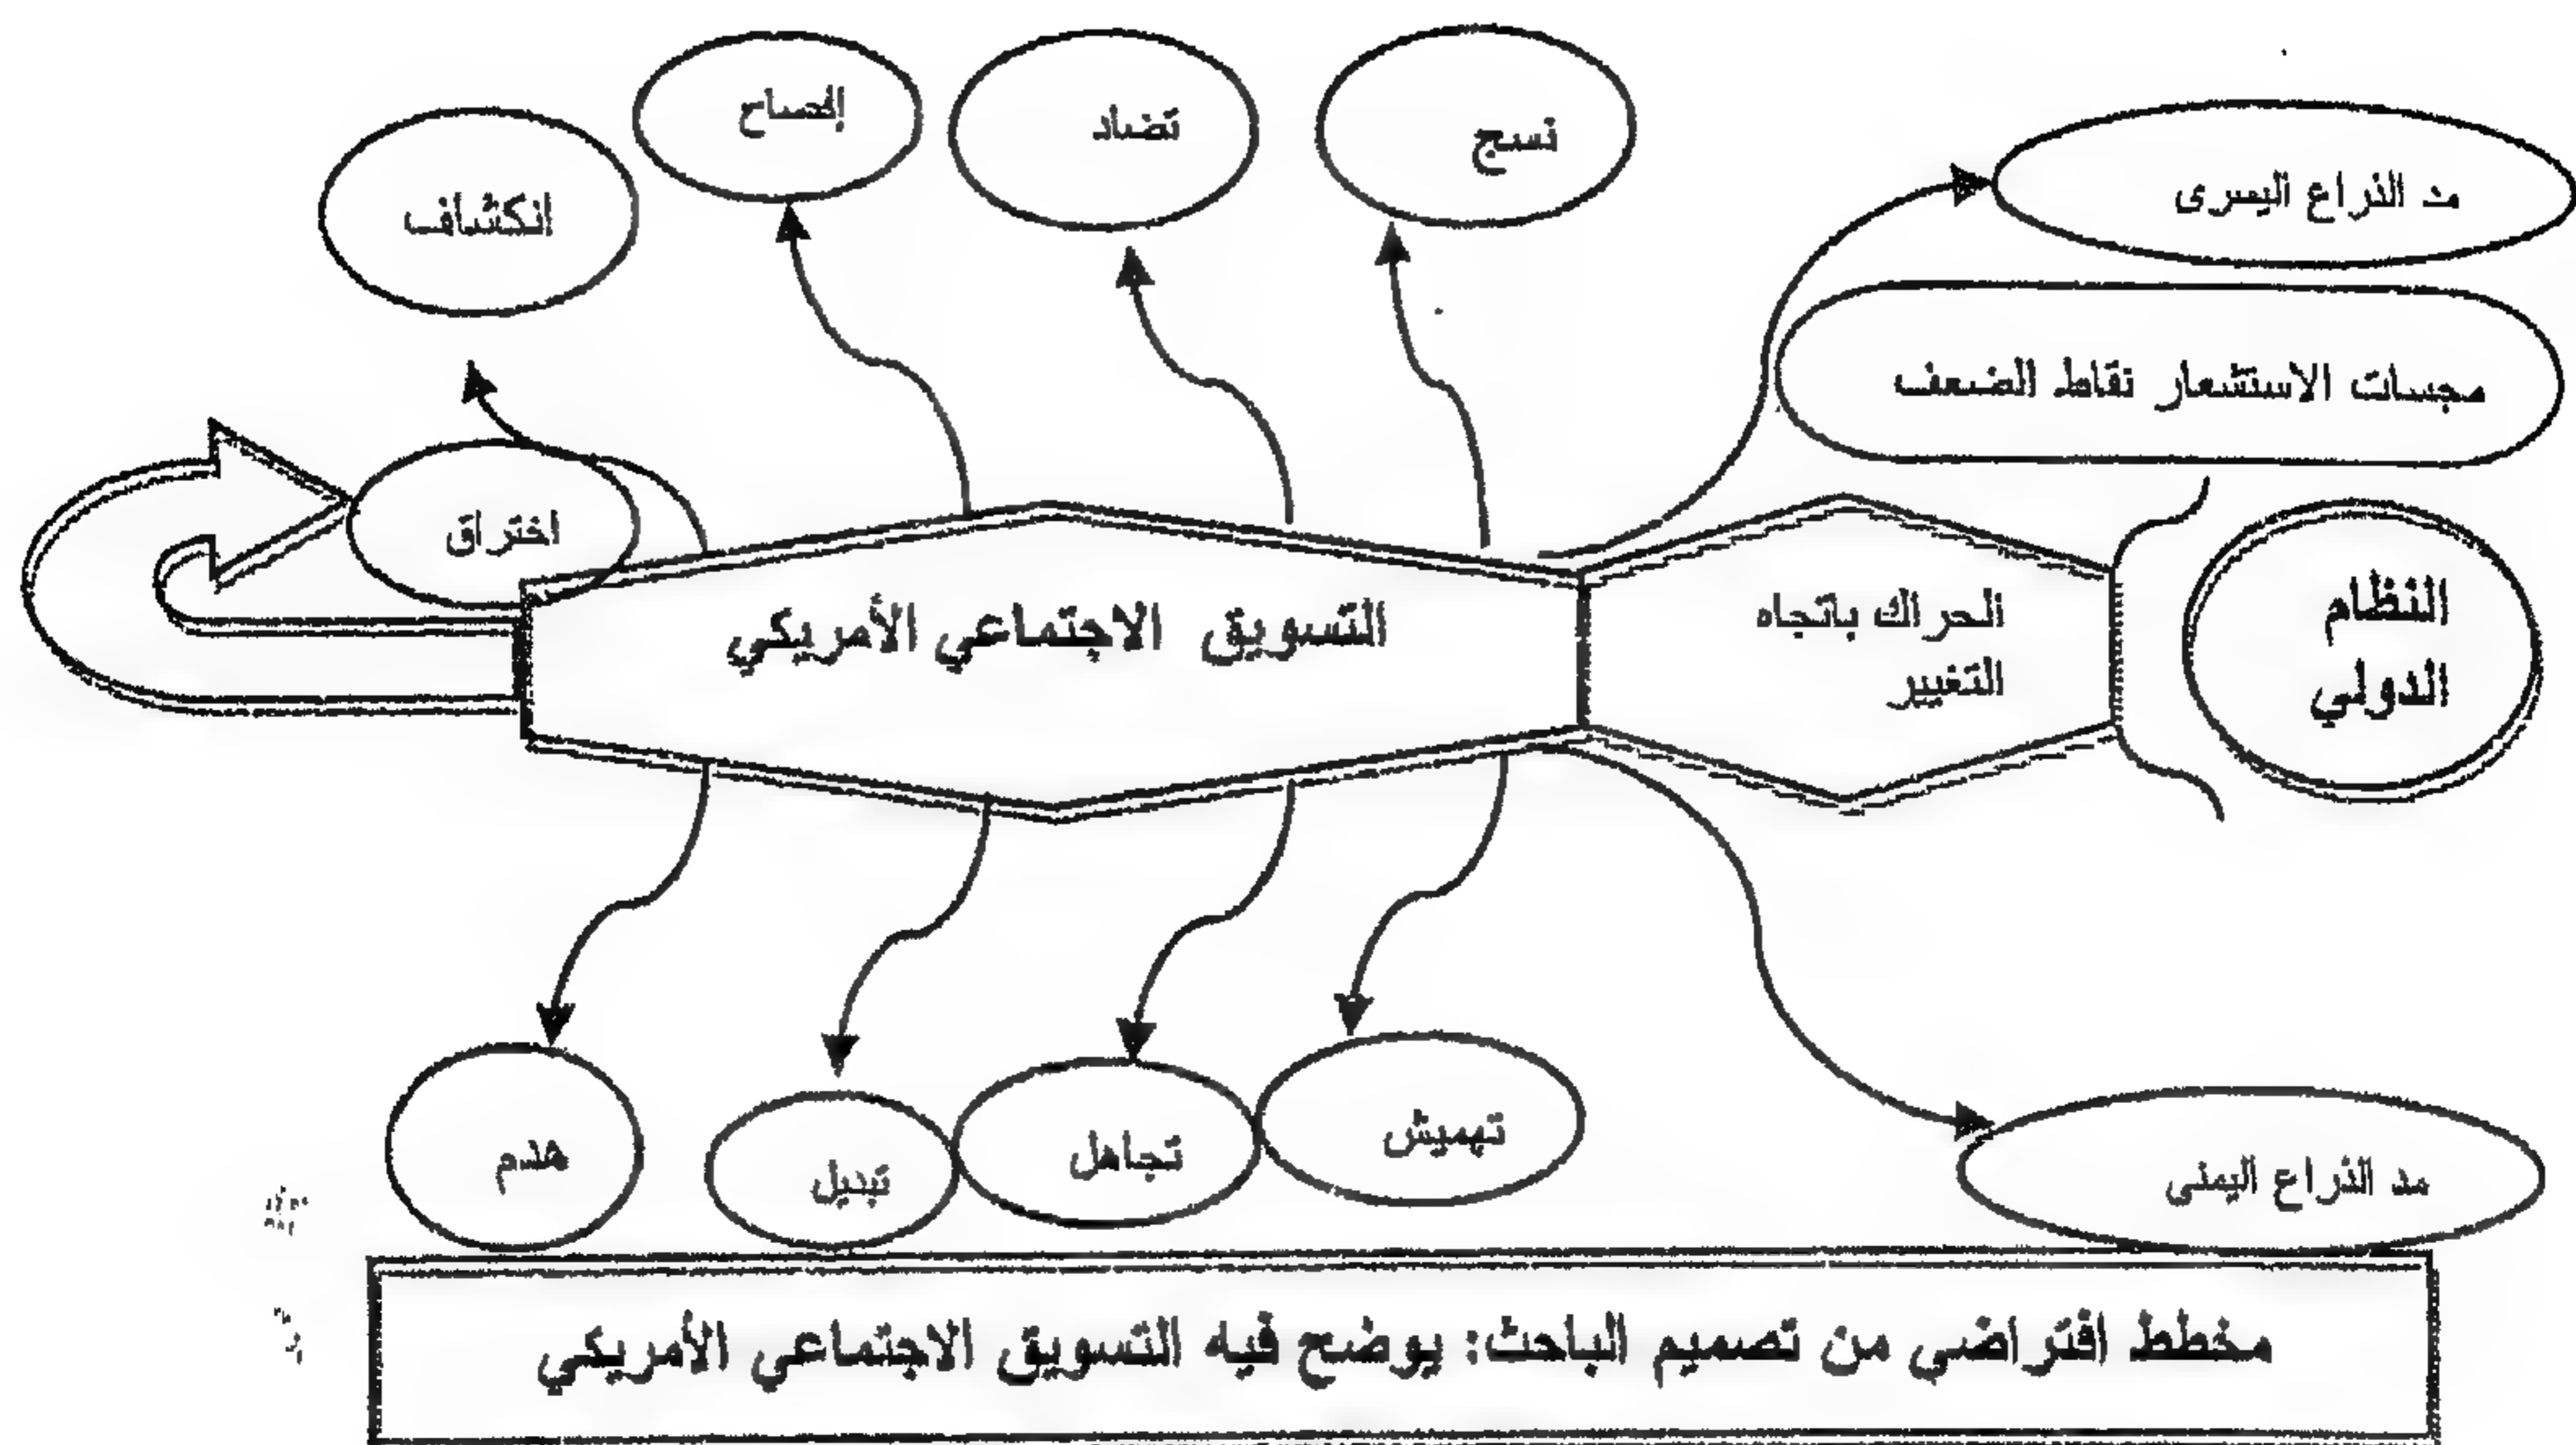 نسج
تضاد
إفصاح
انكشاف
مد الذراع اليسرى
مجسات الاستشعار نقاط الضعف
اختراق
النظام
الدولي
الحراك باتجاه
التغيير
التسويق الاجتماعي الأمريكي
تهميش
تجاهل
تبديل
هدم
مد الذراع اليمنى
مخطط افتراضي من تصميم الباحث: يوضح فيه التسويق الاجتماعي الأمريكي